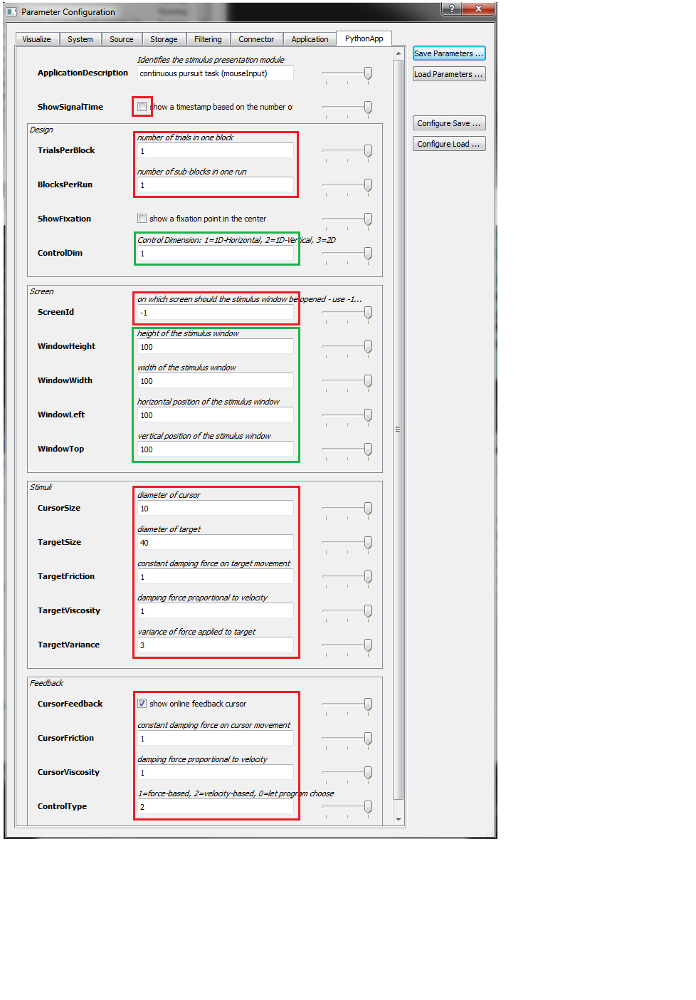 Parameter Configuration
Visualize System Source Storage Filtering Connector Application PythonApp
Save Parameters ...
Load Parameters ...
Configure Save ...
Configure Load ...
Identifies the stimulus presentation module
ApplicationDescription continuous pursuit task (mouseInput)
ShowSignalTime show a timestamp based on the number of
Design
number of trials in one block
TrialsPerBlock 1
number of sub-blocks in one run
BlocksPerRun 1
ShowFixation show a fixation point in the center
Control Dimension: 1=1D-Horizontal, 2=1D-Vertical, 3=2D
ControlDim 1
Screen
on which screen should the stimulus window be opened - use -1...
ScreenId -1
height of the stimulus window
WindowHeight 100
width of the stimulus window
WindowWidth 100
horizontal position of the stimulus window
WindowLeft 100
vertical position of the stimulus window
WindowTop 100
Stimuli
diameter of cursor
CursorSize 10
diameter of target
TargetSize 40
constant damping force on target movement
TargetFriction 1
damping force proportional to velocity
TargetViscosity 1
variance of force applied to target
TargetVariance 3
Feedback
CursorFeedback show online feedback cursor
constant damping force on cursor movement
CursorFriction 1
damping force proportional to velocity
CursorViscosity 1
1=force-based, 2=velocity-based, 0=let program choose
ControlType 2